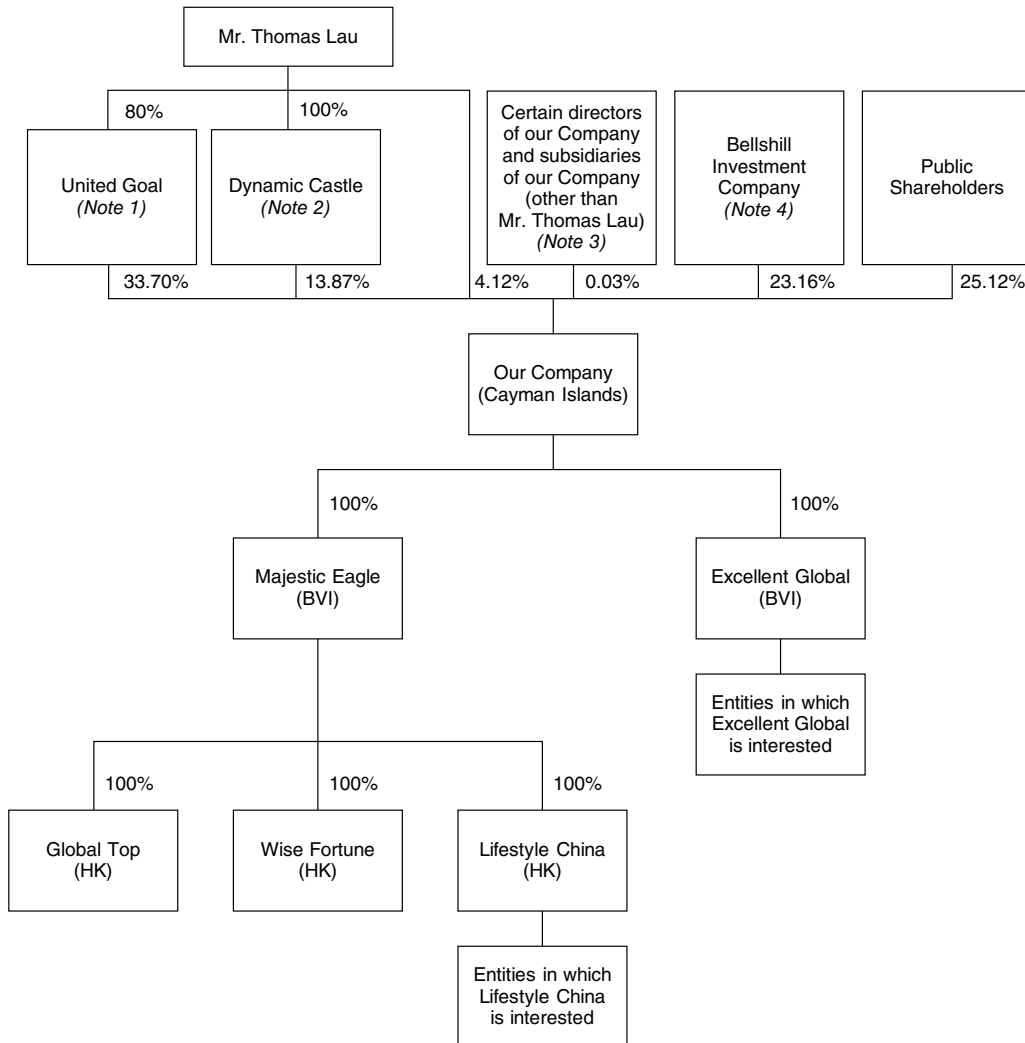 Mr. Thomas Lau
80%
100%
United Goal
(Note 1)
Dynamic Castle
(Note 2)
Certain directors
of our Company
and subsidiaries
of our Company
(other than
Mr. Thomas Lau)
(Note 3)
Bellshill
Investment
Company
(Note 4)
Public
Shareholders
33.70%
13.87%
4.12%
0.03%
23.16%
25.12%
Our Company
(Cayman Islands)
100%
100%
Majestic Eagle
(BVI)
Excellent Global
(BVI)
Entities in which
Excellent Global
is interested
100%
100%
100%
Global Top
(HK)
Wise Fortune
(HK)
Lifestyle China
(HK)
Entities in which
Lifestyle China
is interested